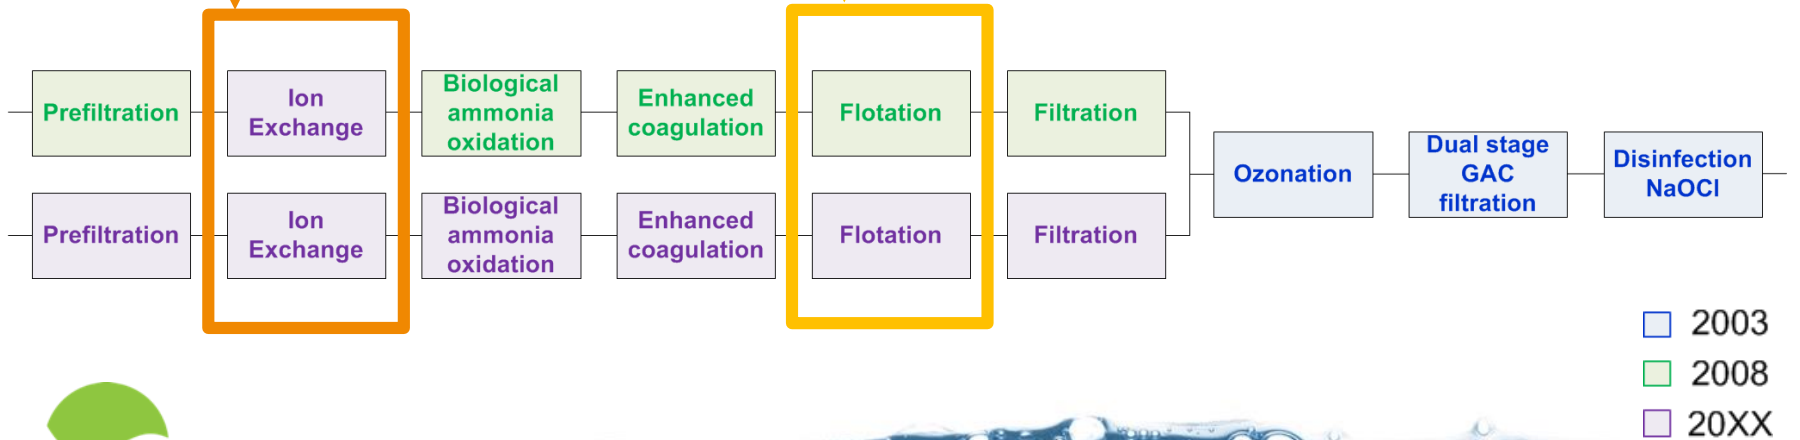 Prefiltration
Ion
Exchange
Biological
ammonia
oxidation
Enhanced
coagulation
Flotation
Filtration
Prefiltration
Ion
Exchange
Biological
ammonia
oxidation
Enhanced
coagulation
Flotation
Filtration
Ozonation
Dual stage
GAC
filtration
Disinfection
NaOCl
2003
2008
20XX